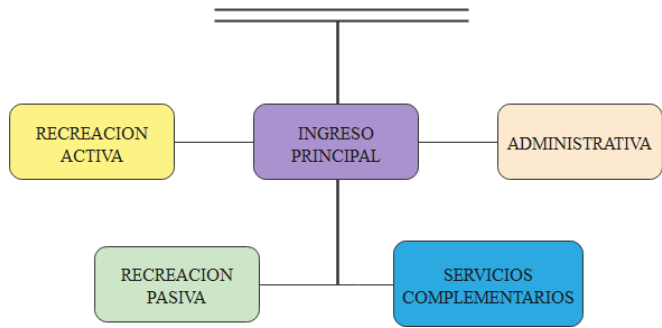 RECREACION
ACTIVA
INGRESO
PRINCIPAL
ADMINISTRATIVA
RECREACION
PASIVA
SERVICIOS
COMPLEMENTARIOS